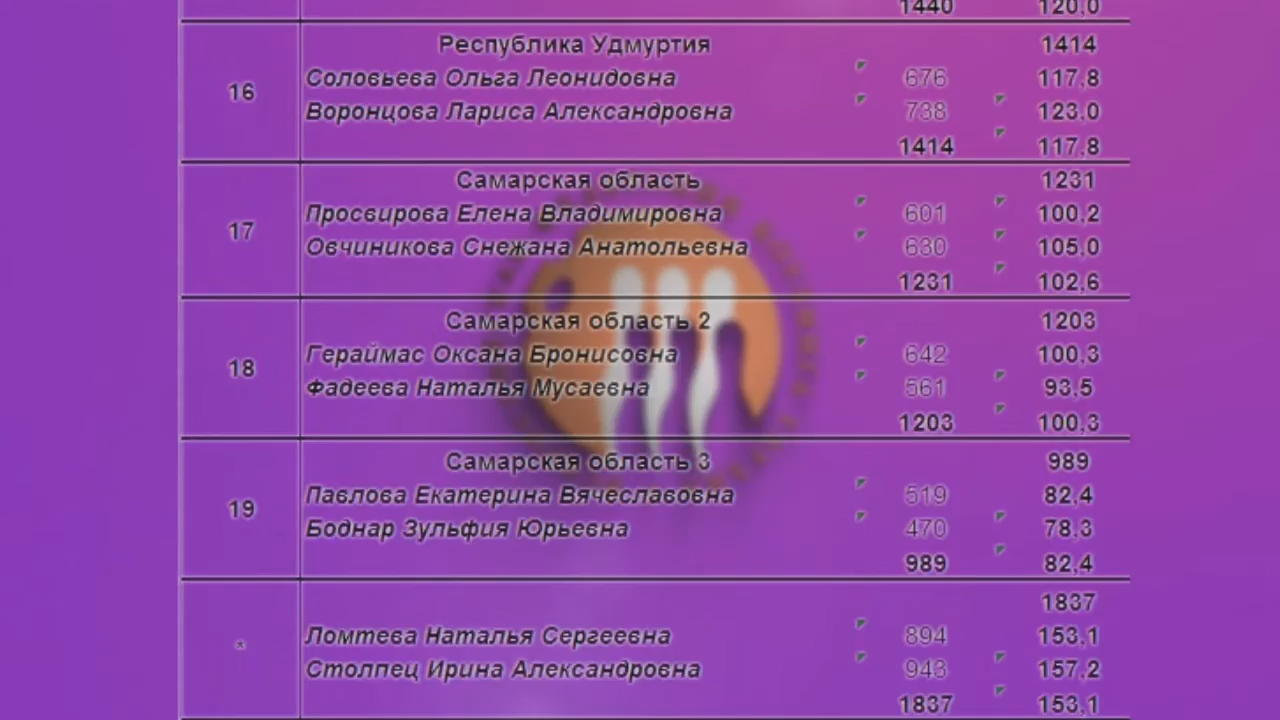 1440 120,0
Республика Удмуртия 1414
Соловьева Ольга Леонидовна 676 117,8
16
Воронцова Лариса Александровна 738 123,0
1414 117,8
Самарская область 1231
Просвирова Елена Владимировна 601 100,2
17
Овчиникова Снежана Анатольевна 630 105,0
1231 102,6
Самарская область 2 1203
Гераймас Оксана Бронисовна 642 100,3
18
Фадеева Наталья Мусаевна 561 93,5
1203 100,3
Самарская область 3 989
Павлова Екатерина Вячеславовна 519 82,4
19
Боднар Зульфия Юрьевна 470 78,3
989 82,4
1837
Ломтева Наталья Сергеевна 894 153,1
*
Столпец Ирина Александровна 943 157,2
1837 153,1